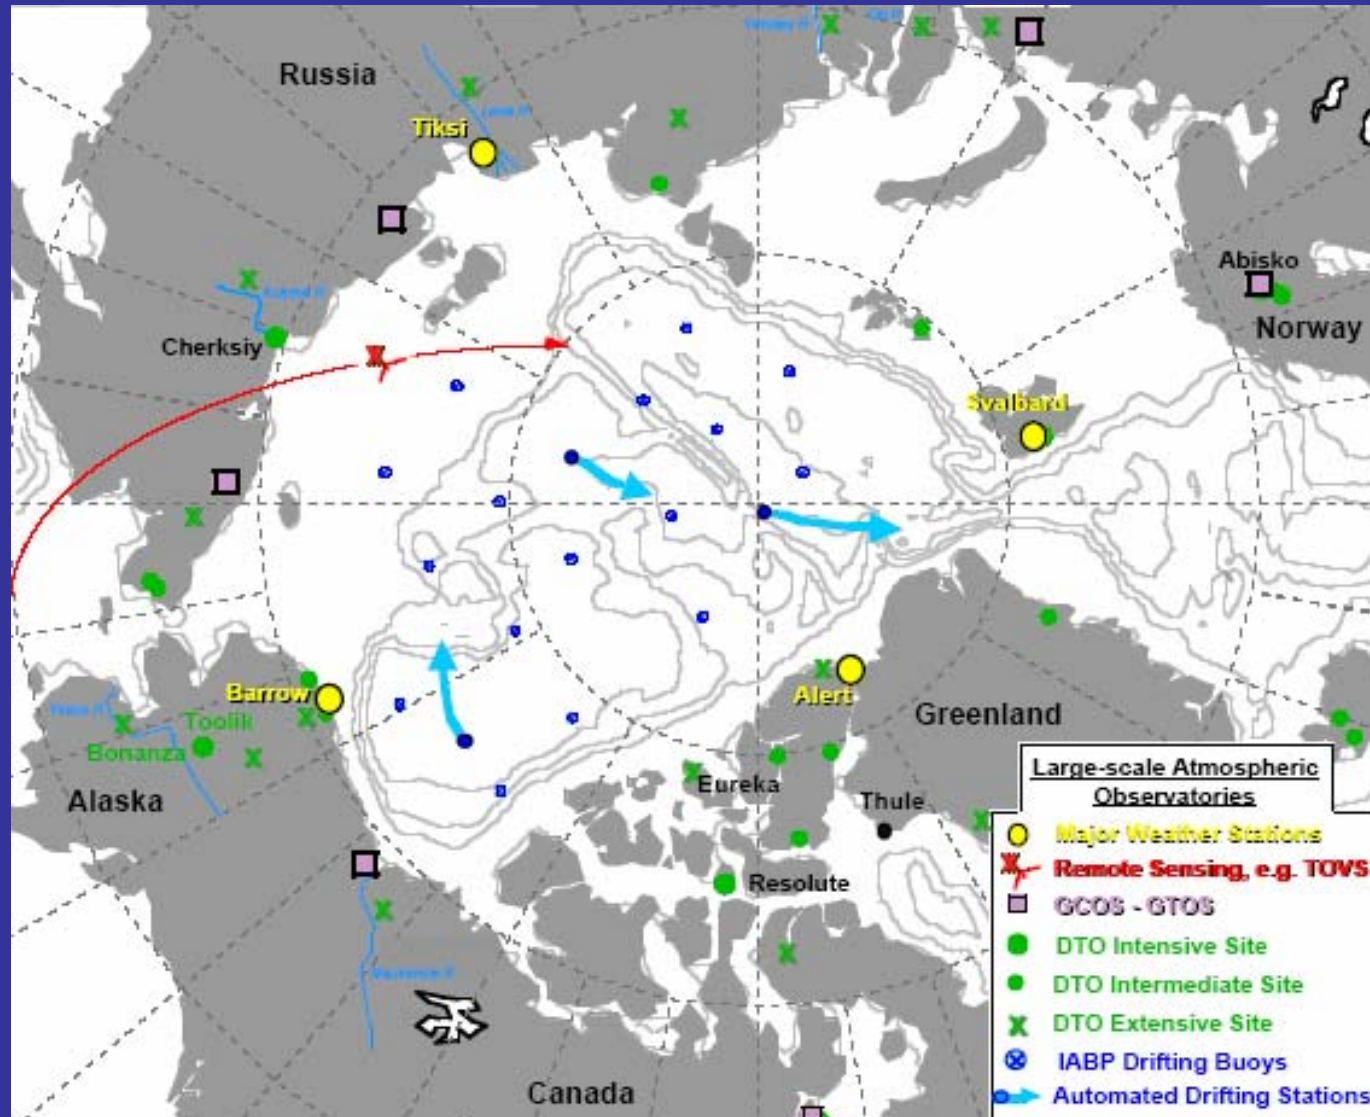 Russia
Tiksi
Abisko
Norway
Cherksiy
Svalbard
Barrow
Toolik
Bonanza
Alaska
Alert
Greenland
Eureka
Thule
Resolute
Canada
Large-scale Atmospheric
Observatories
Major Weather Stations
Remote Sensing, e.g. TOVS
GCOS - GTOS
DTO Intensive Site
DTO Intermediate Site
DTO Extensive Site
IABP Drifting Buoys
Automated Drifting Stations